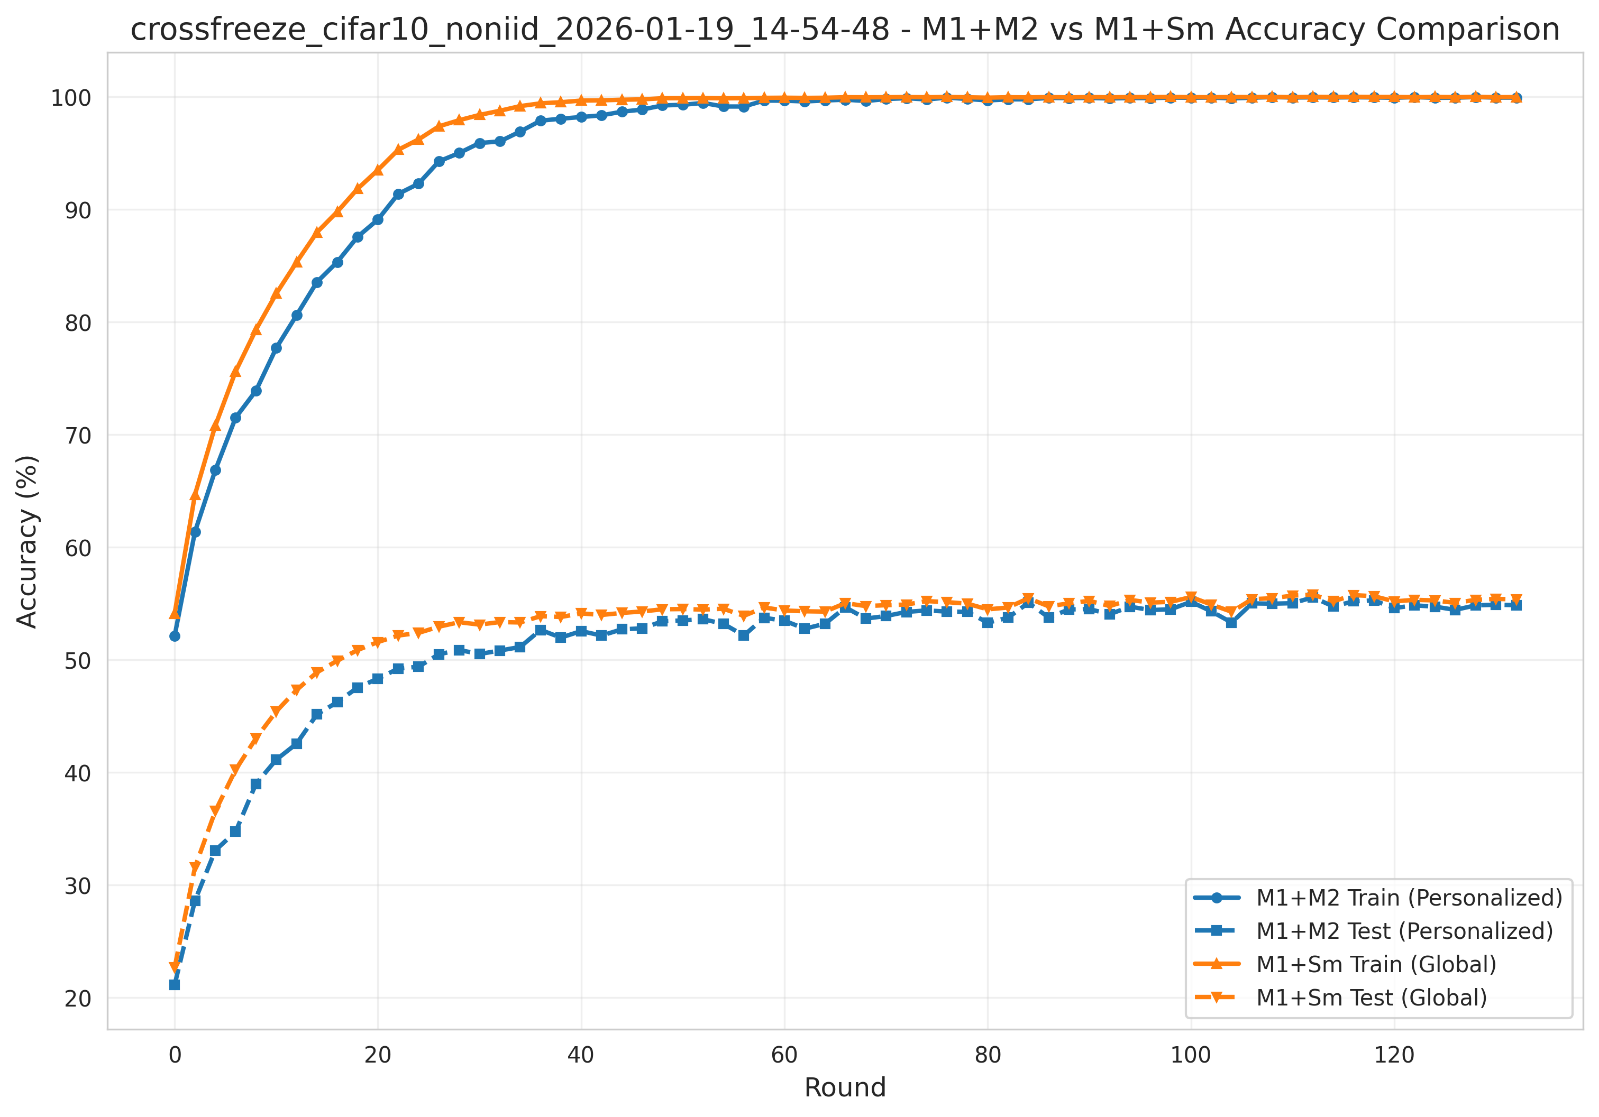 crossfreeze_cifar10_noniid_2026-01-19_14-54-48 - M1+M2 vs M1+Sm Accuracy Comparison
Accuracy (%)
100
90
80
70
60
50
40
30
20
M1+M2 Train (Personalized)
M1+M2 Test (Personalized)
M1+Sm Train (Global)
M1+Sm Test (Global)
0 20 40 60 80 100 120
Round